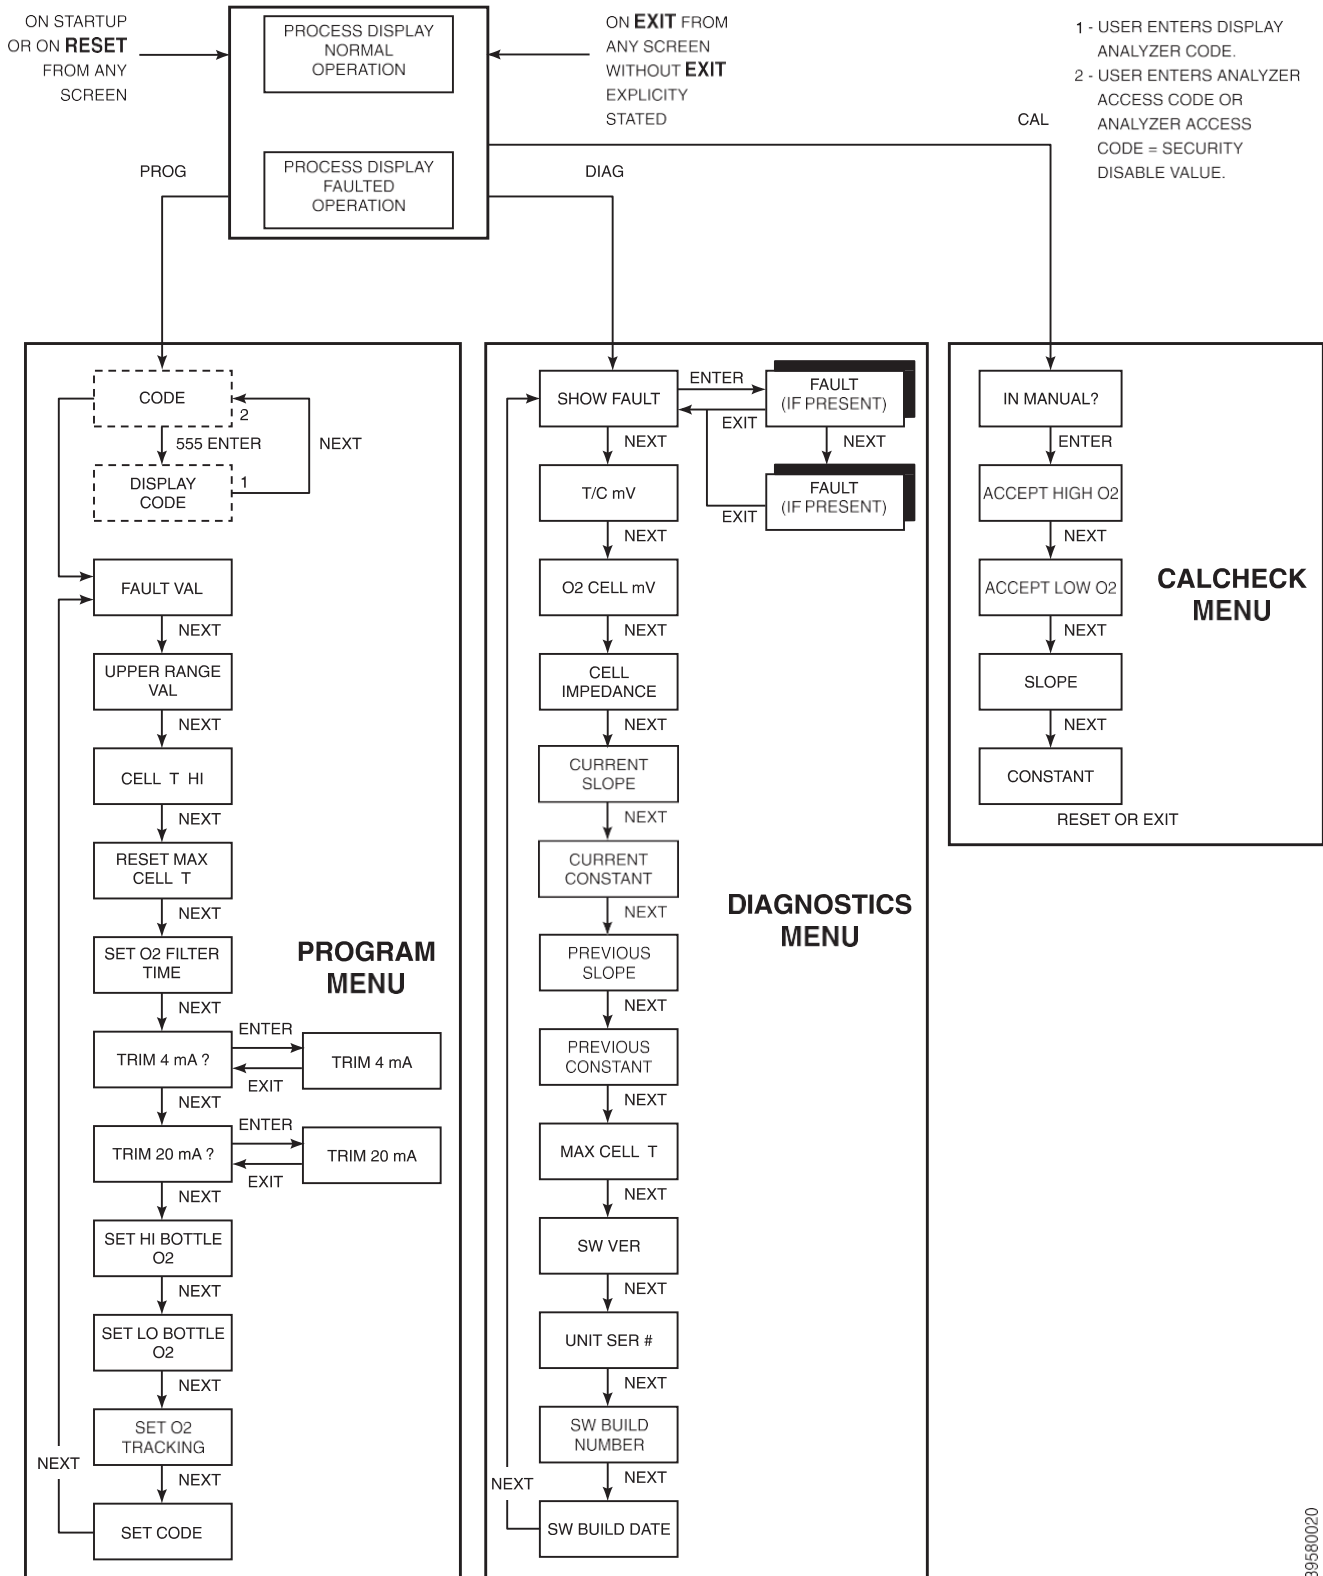 ON STARTUP
OR ON RESET
FROM ANY
SCREEN
PROCESS DISPLAY
NORMAL
OPERATION
ON EXIT FROM
ANY SCREEN
WITHOUT EXIT
EXPLICITY
STATED
1 - USER ENTERS DISPLAY
ANALYZER CODE.
2 - USER ENTERS ANALYZER
ACCESS CODE OR
ANALYZER ACCESS
CODE = SECURITY
DISABLE VALUE.
CAL
PROG
PROCESS DISPLAY
FAULTED
OPERATION
DIAG
CODE
2
555 ENTER
NEXT
DISPLAY
CODE
1
FAULT VAL
NEXT
UPPER RANGE
VAL
NEXT
CELL T HI
NEXT
RESET MAX
CELL T
NEXT
SET O2 FILTER
TIME
NEXT
PROGRAM
MENU
TRIM 4 mA ?
ENTER
TRIM 4 mA
EXIT
NEXT
TRIM 20 mA ?
ENTER
TRIM 20 mA
EXIT
NEXT
SET HI BOTTLE
O2
NEXT
SET LO BOTTLE
O2
NEXT
SET O2
TRACKING
NEXT
NEXT
SET CODE
SHOW FAULT
ENTER
FAULT
(IF PRESENT)
EXIT
NEXT
NEXT
FAULT
(IF PRESENT)
EXIT
T/C mV
NEXT
O2 CELL mV
NEXT
CELL
IMPEDANCE
NEXT
CURRENT
SLOPE
NEXT
CURRENT
CONSTANT
NEXT
DIAGNOSTICS
MENU
PREVIOUS
SLOPE
NEXT
PREVIOUS
CONSTANT
NEXT
MAX CELL T
NEXT
SW VER
NEXT
UNIT SER #
NEXT
SW BUILD
NUMBER
NEXT
NEXT
SW BUILD DATE
IN MANUAL?
ENTER
ACCEPT HIGH O2
NEXT
ACCEPT LOW O2
NEXT
CALCHECK
MENU
SLOPE
NEXT
CONSTANT
RESET OR EXIT
39580020